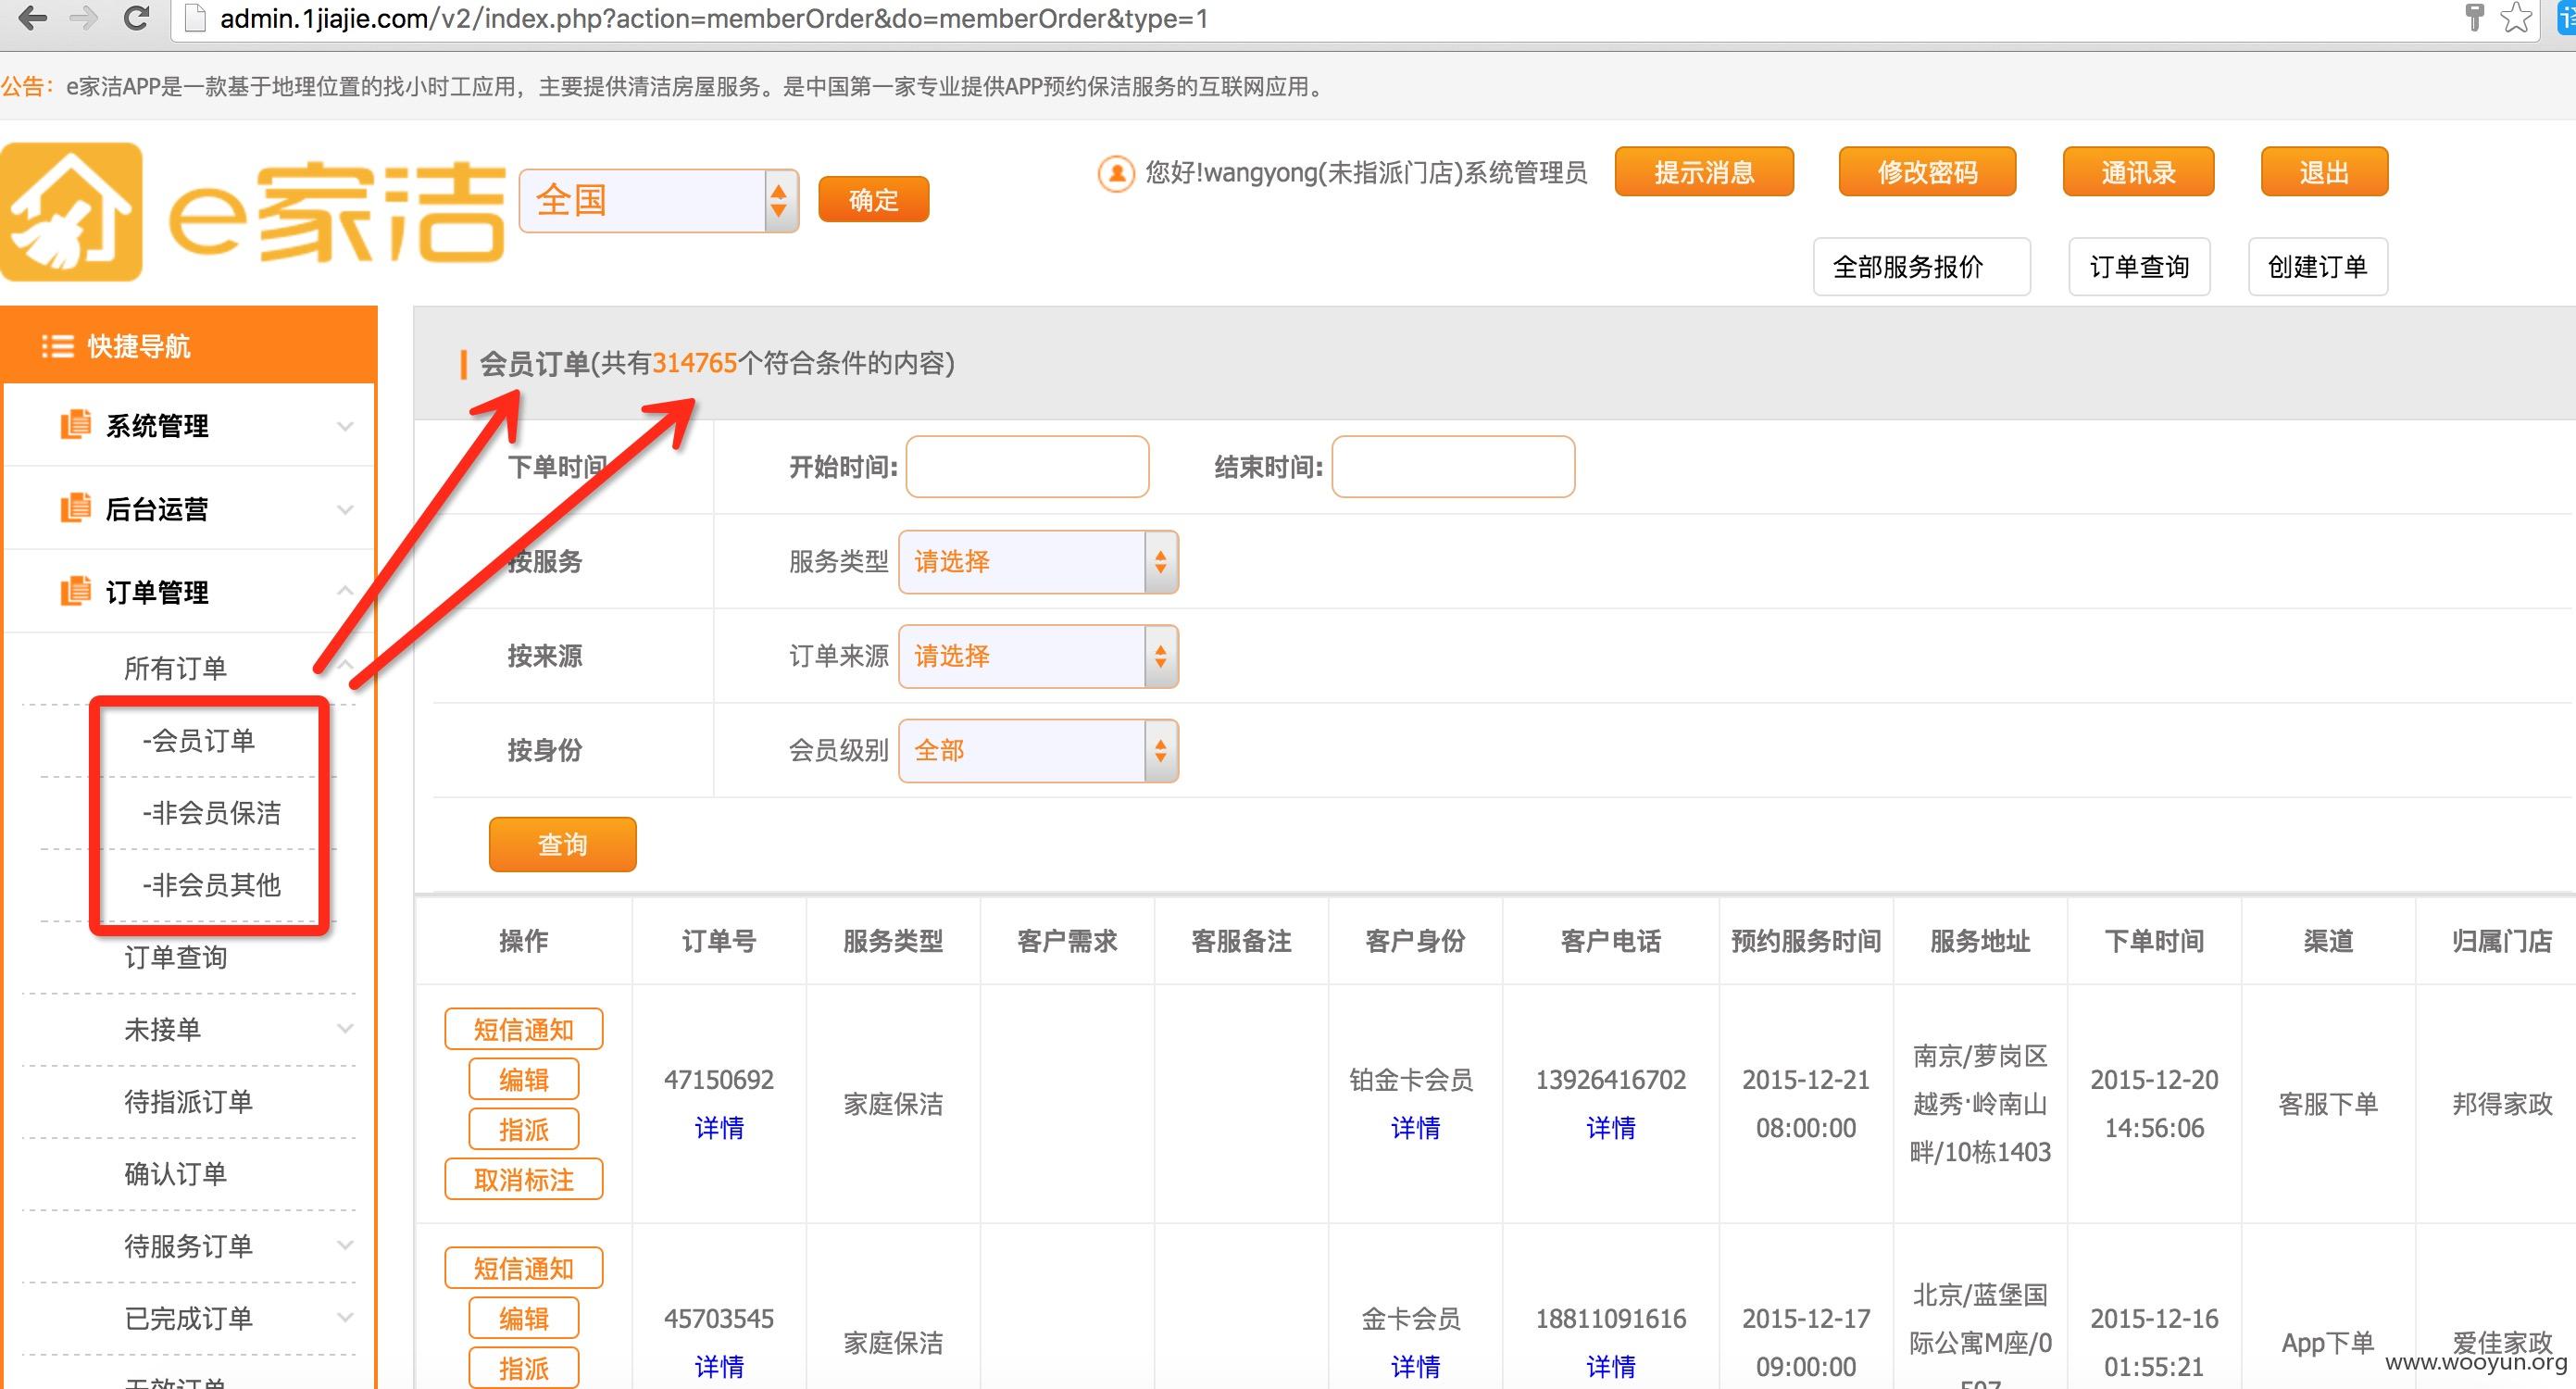 admin.1jiajie.com/v2/index.php?action=memberOrder&do=memberOrder&type=1
公告：e家洁APP是一款基于地理位置的找小时工应用，主要提供清洁房屋服务。是中国第一家专业提供APP预约保洁服务的互联网应用。
e家洁 全国 确定 您好!wangyong(未指派门店)系统管理员 提示消息 修改密码 通讯录 退出
全部服务报价 订单查询 创建订单
快捷导航
系统管理
后台运营
订单管理
所有订单
-会员订单
-非会员保洁
-非会员其他
订单查询
未接单
待指派订单
确认订单
待服务订单
已完成订单
无效订单
会员订单(共有314765个符合条件的内容)
下单时间 开始时间: 结束时间:
按服务 服务类型 请选择
按来源 订单来源 请选择
按身份 会员级别 全部
查询
操作 订单号 服务类型 客户需求 客服备注 客户身份 客户电话 预约服务时间 服务地址 下单时间 渠道 归属门店
短信通知
编辑
指派
取消标注
47150692
详情
家庭保洁
铂金卡会员
详情
13926416702
详情
2015-12-21
08:00:00
南京/萝岗区
越秀·岭南山
畔/10栋1403
2015-12-20
14:56:06
客服下单
邦得家政
短信通知
编辑
指派
45703545
详情
家庭保洁
金卡会员
详情
18811091616
详情
2015-12-17
09:00:00
北京/蓝堡国
际公寓M座/0
507
2015-12-16
01:55:21
App下单
爱佳家政
www.wooyun.org